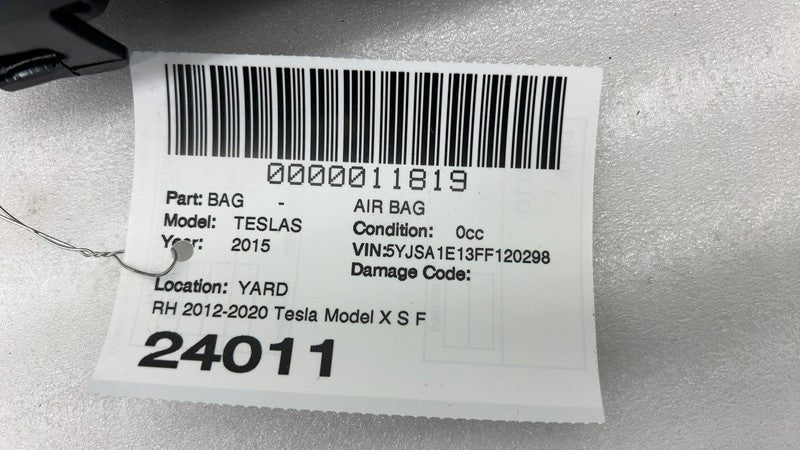 0000011819
Part: BAG - AIR BAG
Model: TESLAS Condition: 0cc
Year: 2015 VIN:5YJSA1E13FF120298
Damage Code:
Location: YARD
RH 2012-2020 Tesla Model X S F
24011